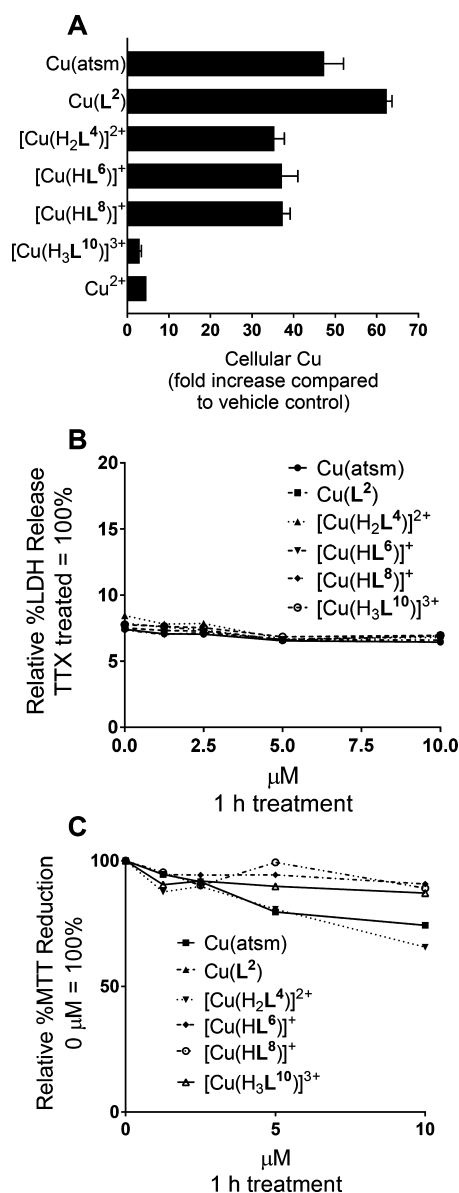 A
Cu(atsm)
Cu(L²)
[Cu(H₂L⁴)]²⁺
[Cu(HL⁶)]⁺
[Cu(HL⁸)]⁺
[Cu(H₃L¹⁰)]³⁺
Cu²⁺
0 10 20 30 40 50 60 70
Cellular Cu
(fold increase compared
to vehicle control)
B
Relative %LDH Release
TTX treated = 100%
20
15
10
5
0
Cu(atsm)
Cu(L²)
[Cu(H₂L⁴)]²⁺
[Cu(HL⁶)]⁺
[Cu(HL⁸)]⁺
[Cu(H₃L¹⁰)]³⁺
0.0 2.5 5.0 7.5 10.0
μM
1 h treatment
C
Relative %MTT Reduction
0 μM = 100%
100
50
0
Cu(atsm)
Cu(L²)
[Cu(H₂L⁴)]²⁺
[Cu(HL⁶)]⁺
[Cu(HL⁸)]⁺
[Cu(H₃L¹⁰)]³⁺
0 5 10
μM
1 h treatment